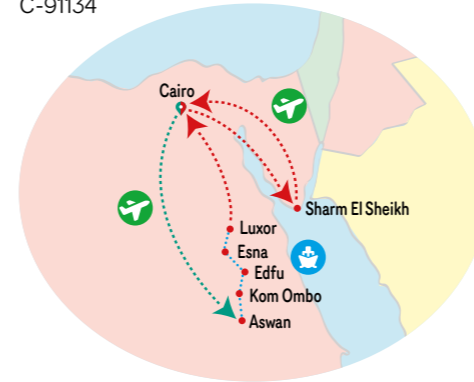 C-91134
Cairo
Sharm El Sheikh
Luxor
Esna
Edfu
Kom Ombo
Aswan